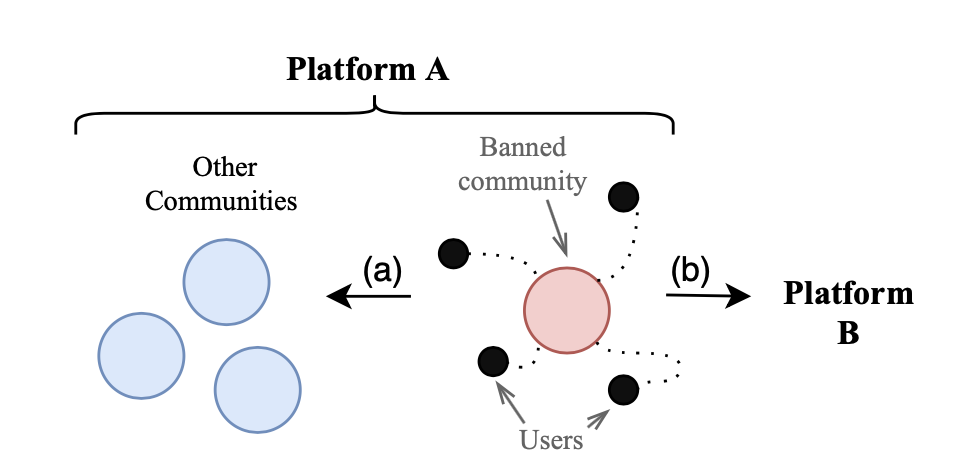 Platform A
Other
Communities
Banned
community
(a)
(b)
Platform
B
Users